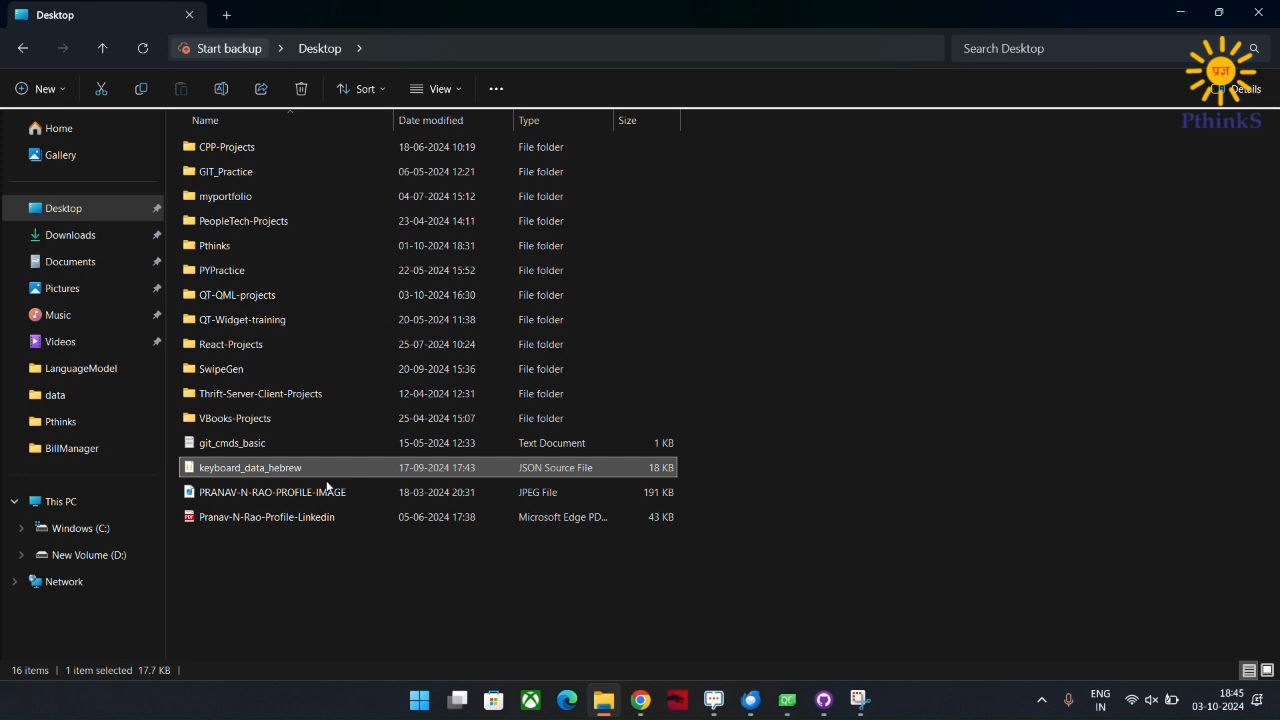 Desktop
Start backup > Desktop >
Search Desktop
New
Sort
View
Details
प्रज्ञ
PthinkS
Home
Gallery
Desktop
Downloads
Documents
Pictures
Music
Videos
LanguageModel
data
Pthinks
BillManager
This PC
Windows (C:)
New Volume (D:)
Network
Name Date modified Type Size
CPP-Projects 18-06-2024 10:19 File folder
GIT_Practice 06-05-2024 12:21 File folder
myportfolio 04-07-2024 15:12 File folder
PeopleTech-Projects 23-04-2024 14:11 File folder
Pthinks 01-10-2024 18:31 File folder
PYPractice 22-05-2024 15:52 File folder
QT-QML-projects 03-10-2024 16:30 File folder
QT-Widget-training 20-05-2024 11:38 File folder
React-Projects 25-07-2024 10:24 File folder
SwipeGen 20-09-2024 15:36 File folder
Thrift-Server-Client-Projects 12-04-2024 12:31 File folder
VBooks-Projects 25-04-2024 15:07 File folder
git_cmds_basic 15-05-2024 12:33 Text Document 1 KB
keyboard_data_hebrew 17-09-2024 17:43 JSON Source File 18 KB
PRANAV-N-RAO-PROFILE-IMAGE 18-03-2024 20:31 JPEG File 191 KB
Pranav-N-Rao-Profile-Linkedin 05-06-2024 17:38 Microsoft Edge PD... 43 KB
16 items | 1 item selected 17.7 KB |
ENG
IN
18:45
03-10-2024